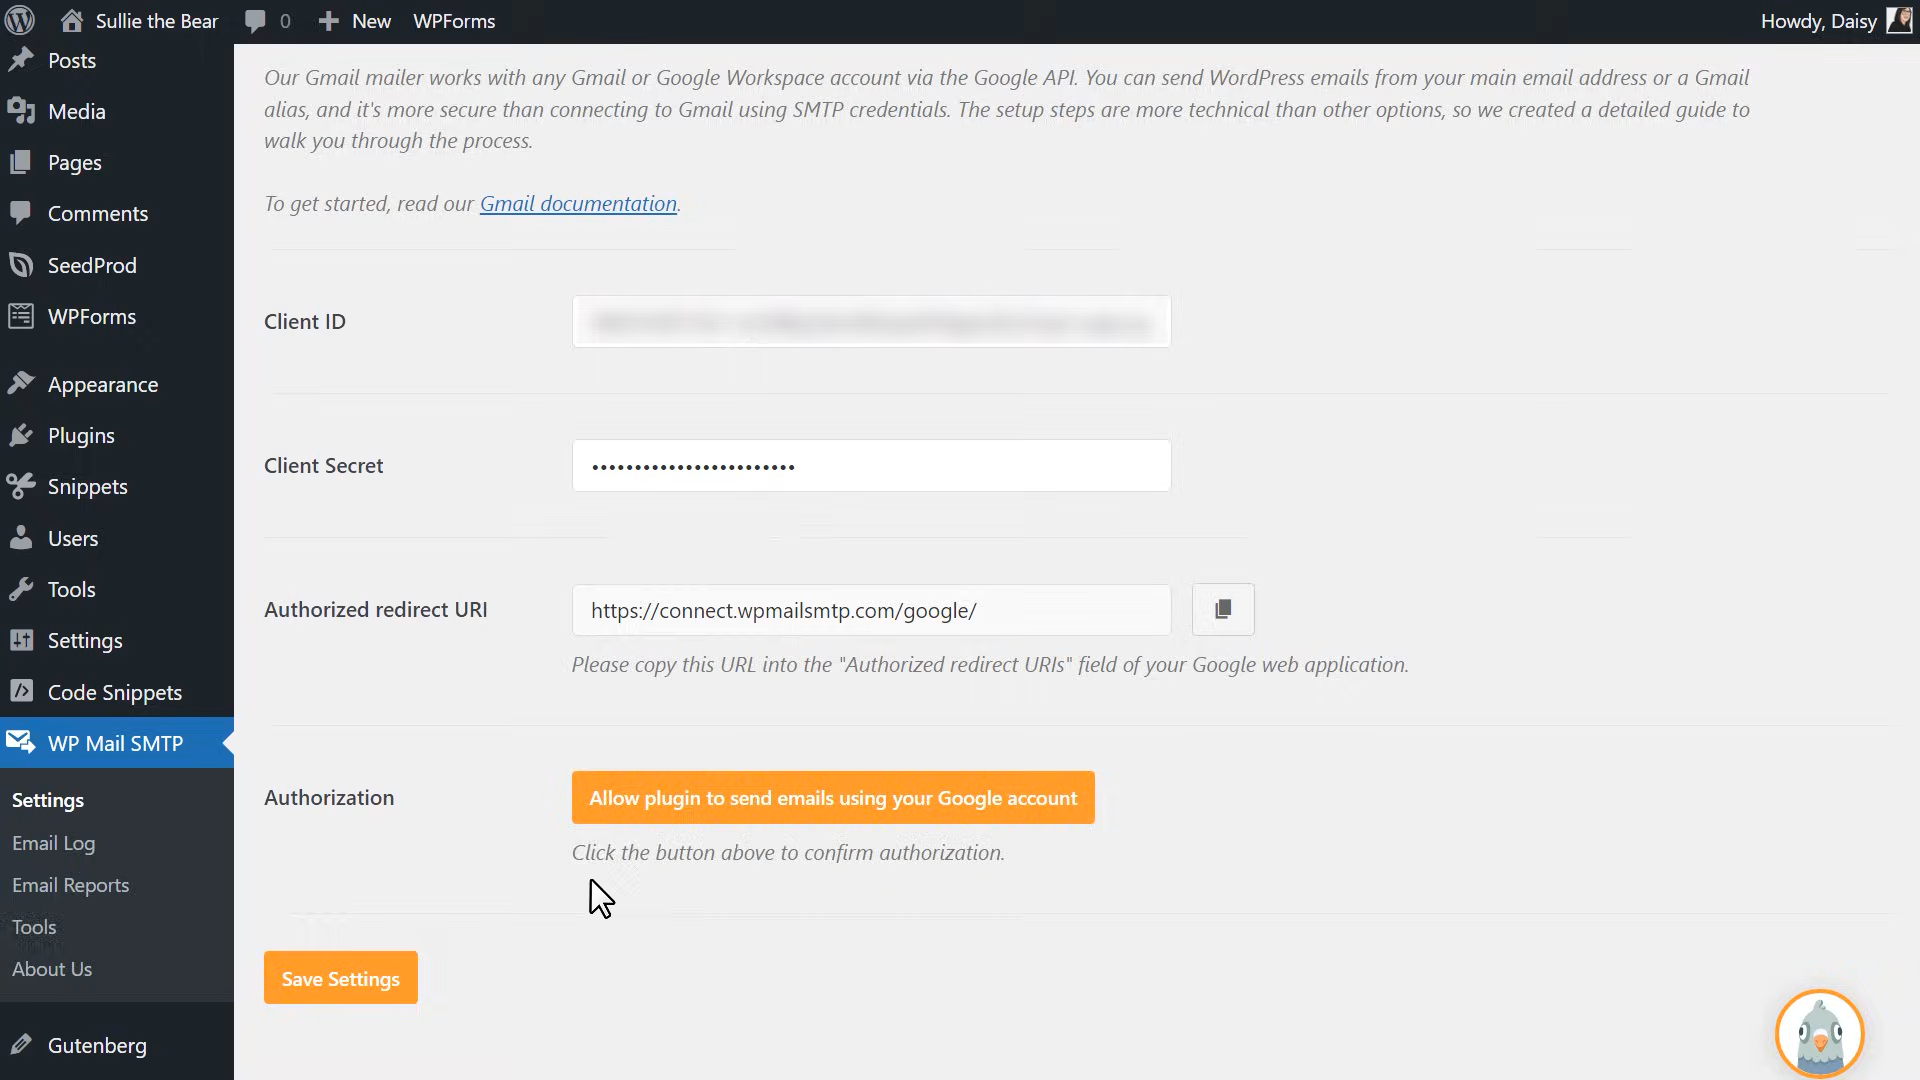 Sullie the Bear
0
New
WPForms
Howdy, Daisy
Posts
Media
Pages
Comments
SeedProd
WPForms
Appearance
Plugins
Snippets
Users
Tools
Settings
Code Snippets
WP Mail SMTP
Settings
Email Log
Email Reports
Tools
About Us
Gutenberg
Our Gmail mailer works with any Gmail or Google Workspace account via the Google API. You can send WordPress emails from your main email address or a Gmail
alias, and it's more secure than connecting to Gmail using SMTP credentials. The setup steps are more technical than other options, so we created a detailed guide to
walk you through the process.
To get started, read our Gmail documentation.
Client ID
Client Secret
••••••••••••••••••••••••
Authorized redirect URI
https://connect.wpmailsmtp.com/google/
Please copy this URL into the "Authorized redirect URIs" field of your Google web application.
Authorization
Allow plugin to send emails using your Google account
Click the button above to confirm authorization.
Save Settings